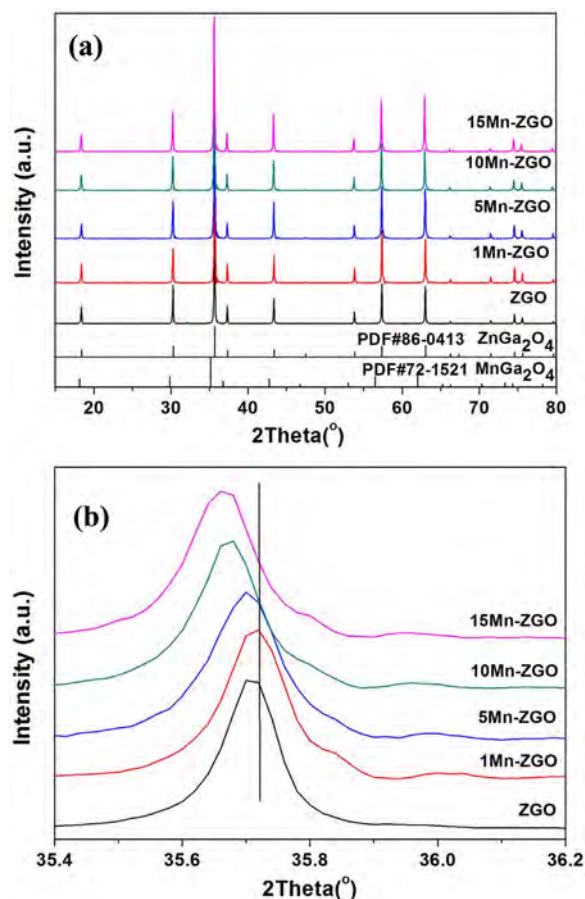 (a)
Intensity (a.u.)
15Mn-ZGO
10Mn-ZGO
5Mn-ZGO
1Mn-ZGO
ZGO
PDF#86-0413 ZnGa₂O₄
PDF#72-1521 MnGa₂O₄
20 30 40 50 60 70 80
2Theta(°)
(b)
Intensity (a.u.)
15Mn-ZGO
10Mn-ZGO
5Mn-ZGO
1Mn-ZGO
ZGO
35.4 35.6 35.8 36.0 36.2
2Theta(°)